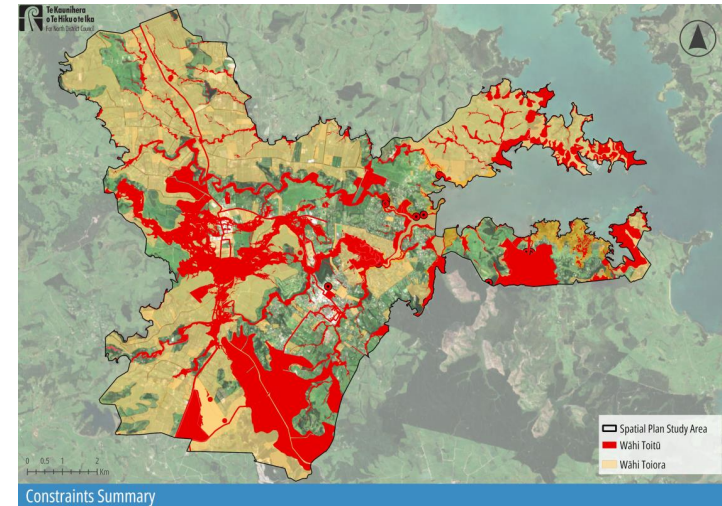 Te Kaunihera
o Te Hiku o te Ika
Far North District Council
Spatial Plan Study Area
Wāhi Toitū
Wāhi Toiora
0 0.5 1 2
Km
Constraints Summary